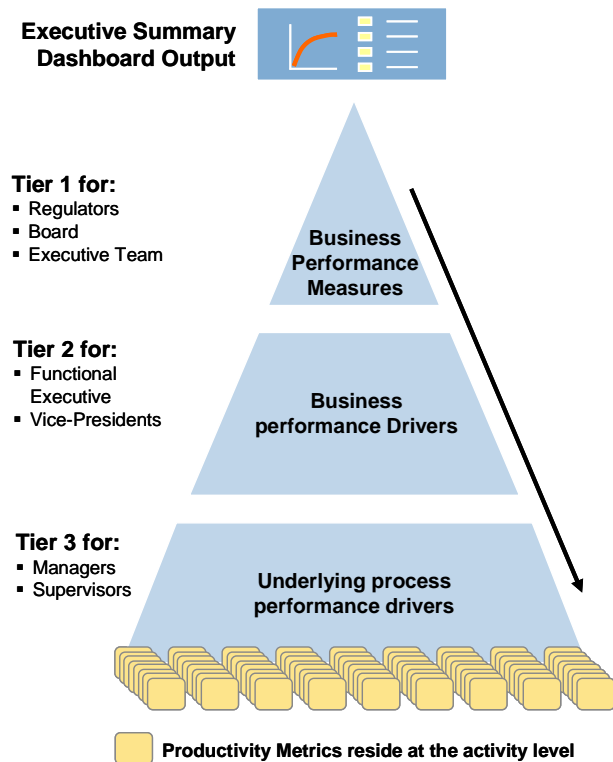 Executive Summary
Dashboard Output
Tier 1 for:
▪ Regulators
▪ Board
▪ Executive Team
Business
Performance
Measures
Tier 2 for:
▪ Functional
Executive
▪ Vice-Presidents
Business
performance Drivers
Tier 3 for:
▪ Managers
▪ Supervisors
Underlying process
performance drivers
Productivity Metrics reside at the activity level